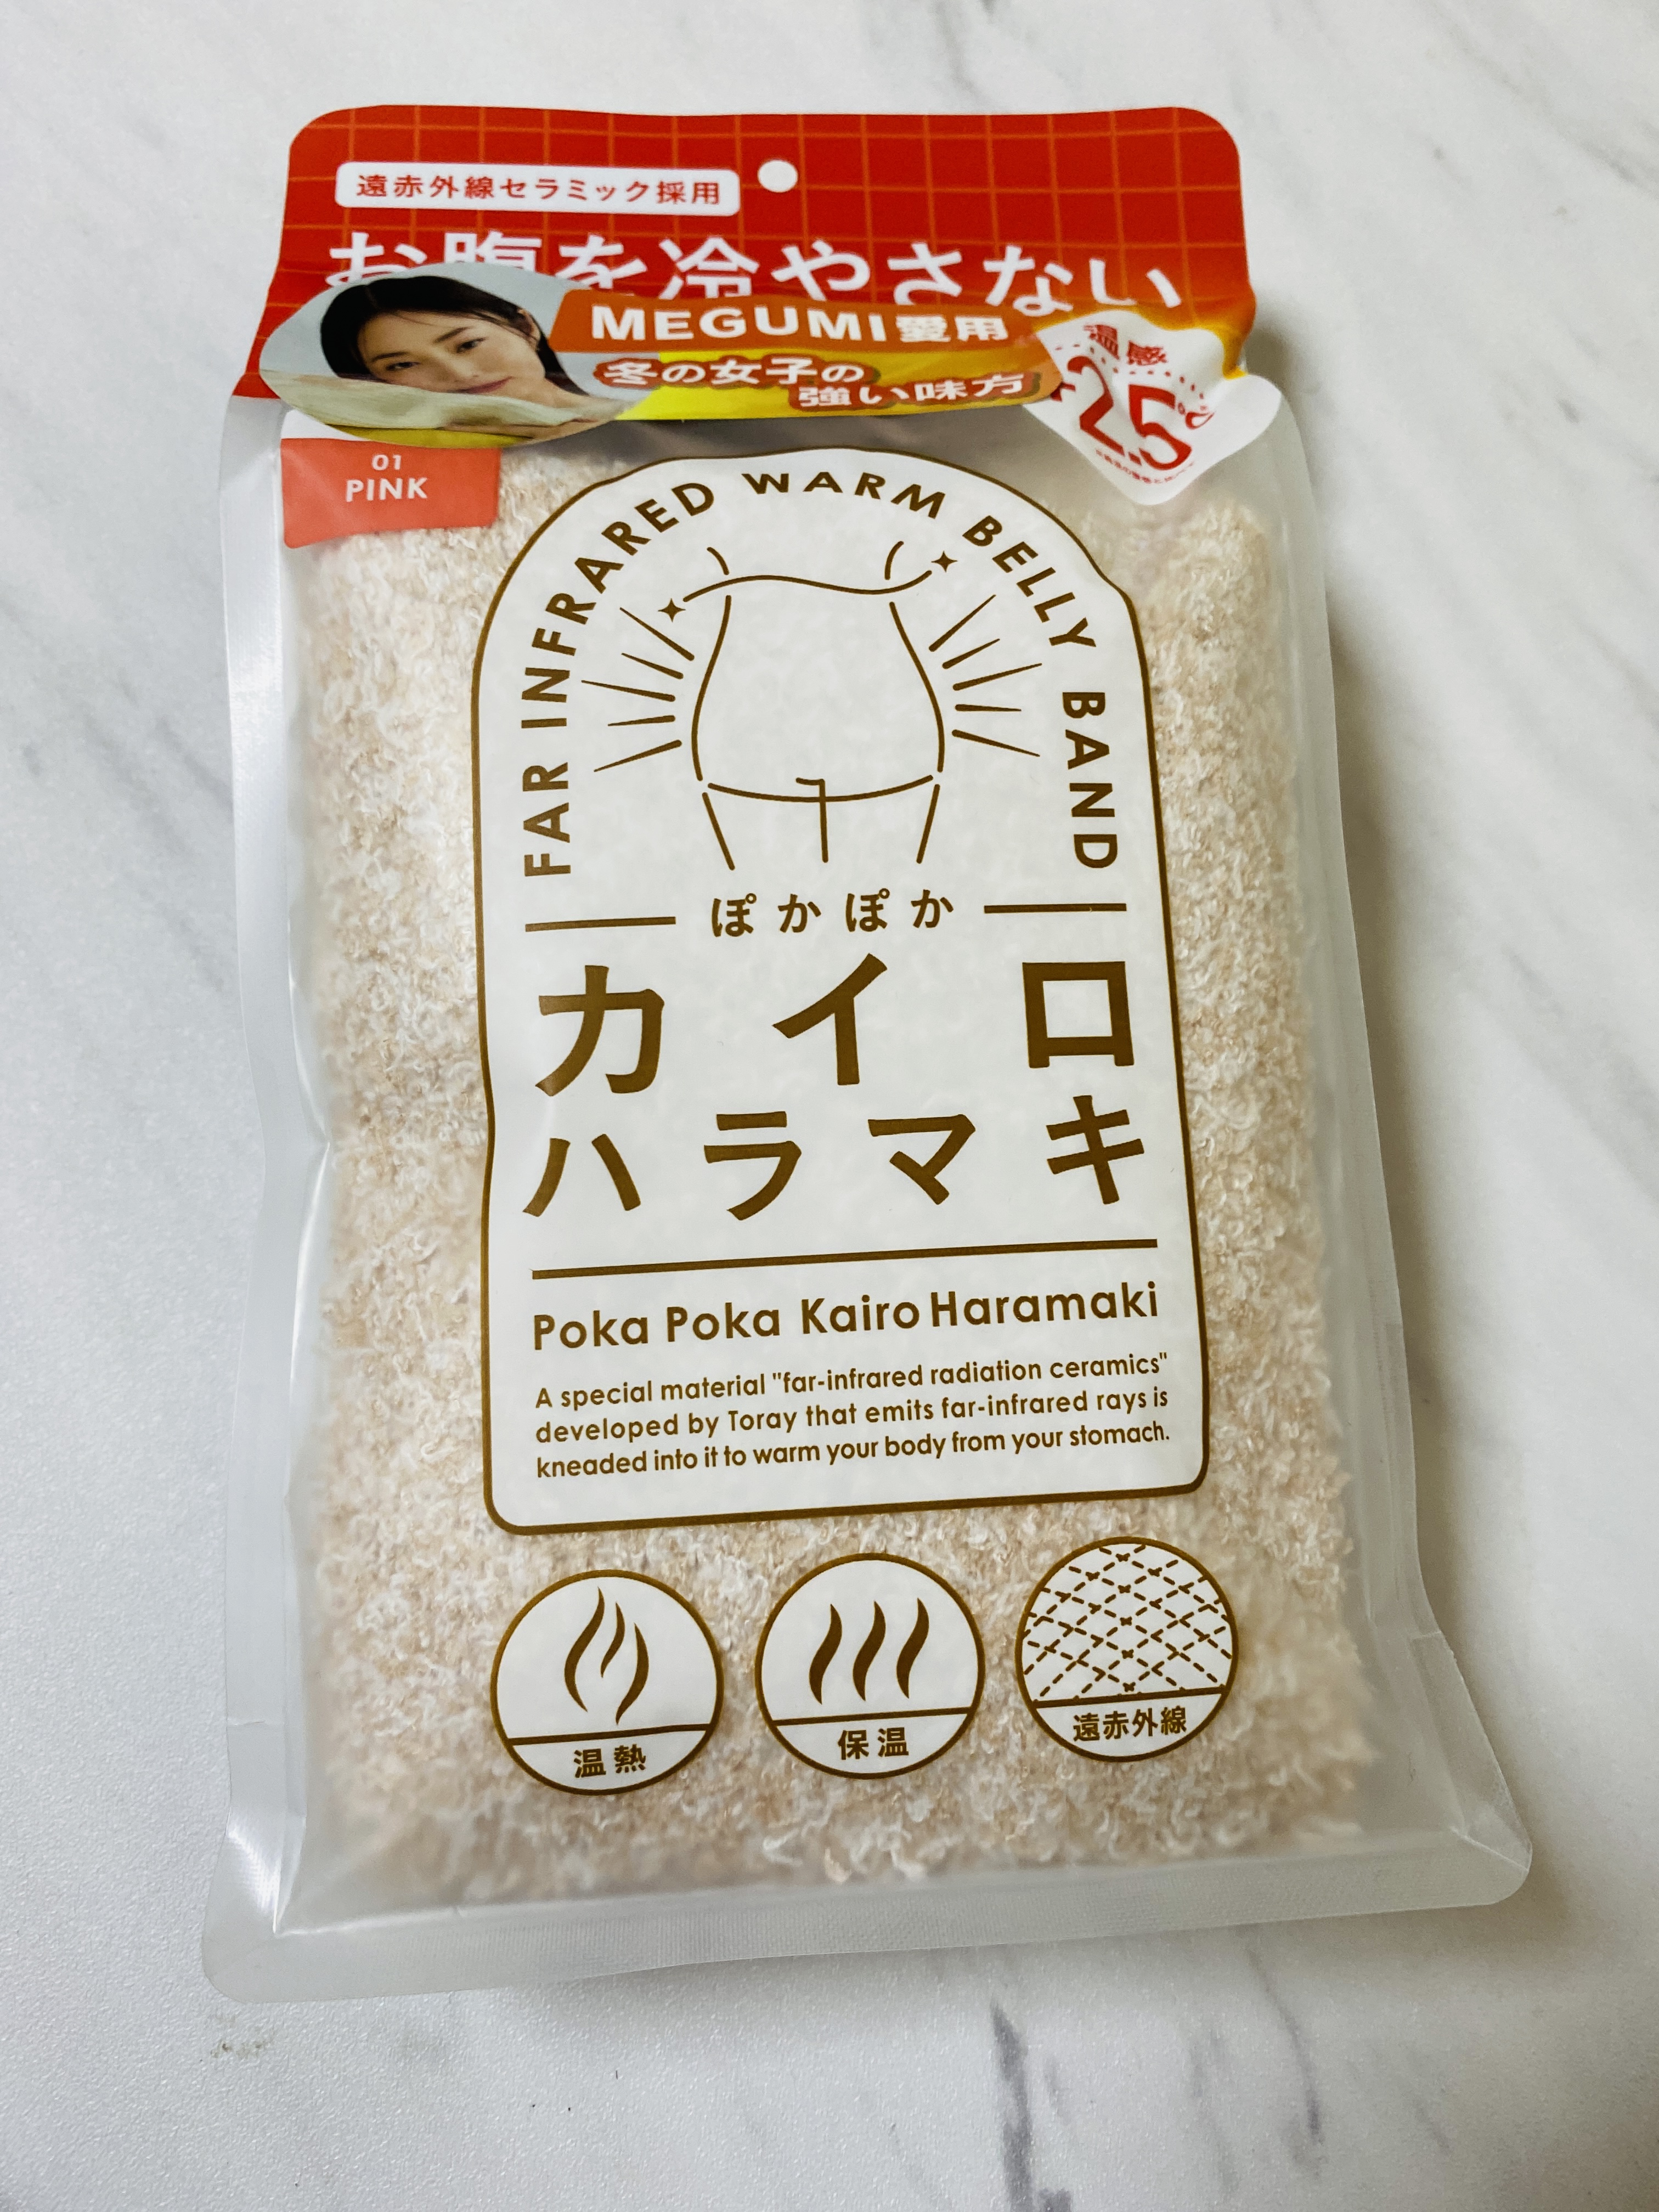 遠赤外線セラミック採用
お腹を冷やさない
MEGUMI愛用
冬の女子の
強い味方
温感
+2.5℃
01
PINK
FAR INFRARED WARM BELLY BAND
ぽかぽか
カイロ
ハラマキ
Poka Poka Kairo Haramaki
A special material "far-infrared radiation ceramics"
developed by Toray that emits far-infrared rays is
kneaded into it to warm your body from your stomach.
温熱
保温
遠赤外線